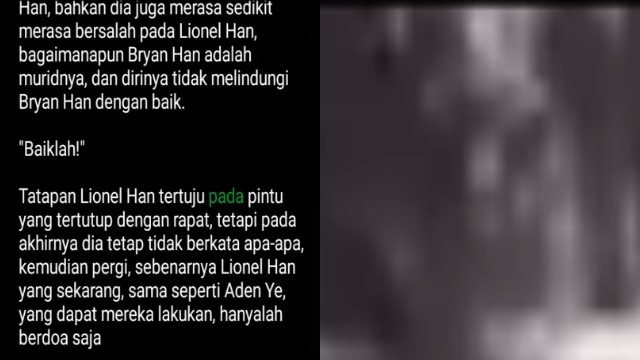 Han, bahkan dia juga merasa sedikit
merasa bersalah pada Lionel Han,
bagaimanapun Bryan Han adalah
muridnya, dan dirinya tidak melindungi
Bryan Han dengan baik.
"Baiklah!"
Tatapan Lionel Han tertuju pada pintu
yang tertutup dengan rapat, tetapi pada
akhirnya dia tetap tidak berkata apa-apa,
kemudian pergi, sebenarnya Lionel Han
yang sekarang, sama seperti Aden Ye,
yang dapat mereka lakukan, hanyalah
berdoa saja